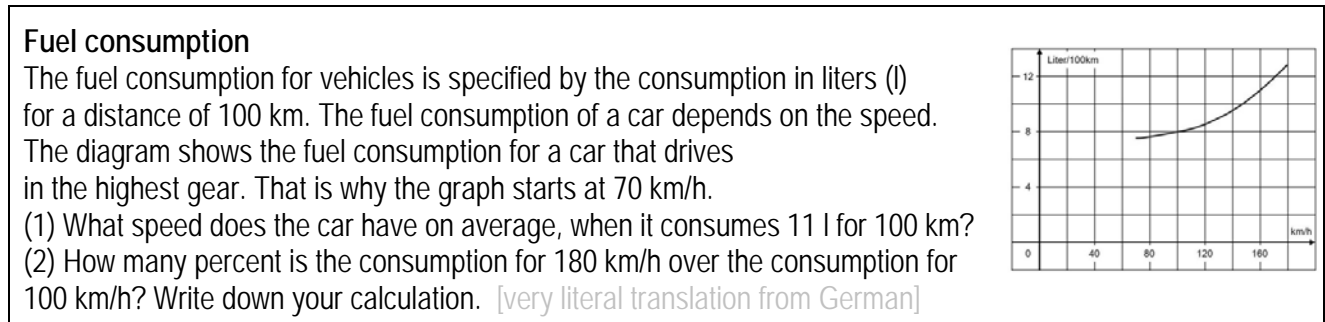 Fuel consumption
The fuel consumption for vehicles is specified by the consumption in liters (l)
for a distance of 100 km. The fuel consumption of a car depends on the speed.
The diagram shows the fuel consumption for a car that drives
in the highest gear. That is why the graph starts at 70 km/h.
(1) What speed does the car have on average, when it consumes 11 l for 100 km?
(2) How many percent is the consumption for 180 km/h over the consumption for
100 km/h? Write down your calculation. [very literal translation from German]
Liter/100km
12
8
4
km/h
0 40 80 120 160